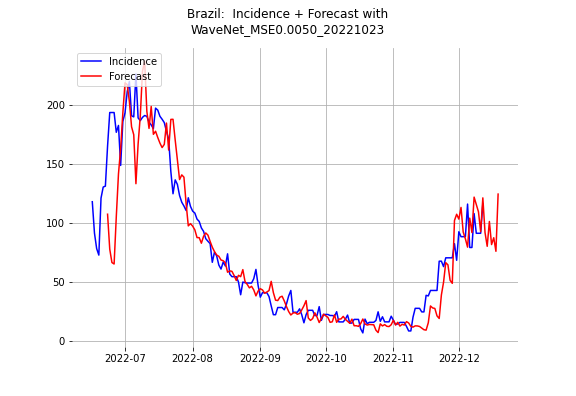 Brazil:  Incidence + Forecast with
WaveNet_MSE0.0050_20221023
Incidence
Forecast
200
150
100
50
0
2022-07 2022-08 2022-09 2022-10 2022-11 2022-12